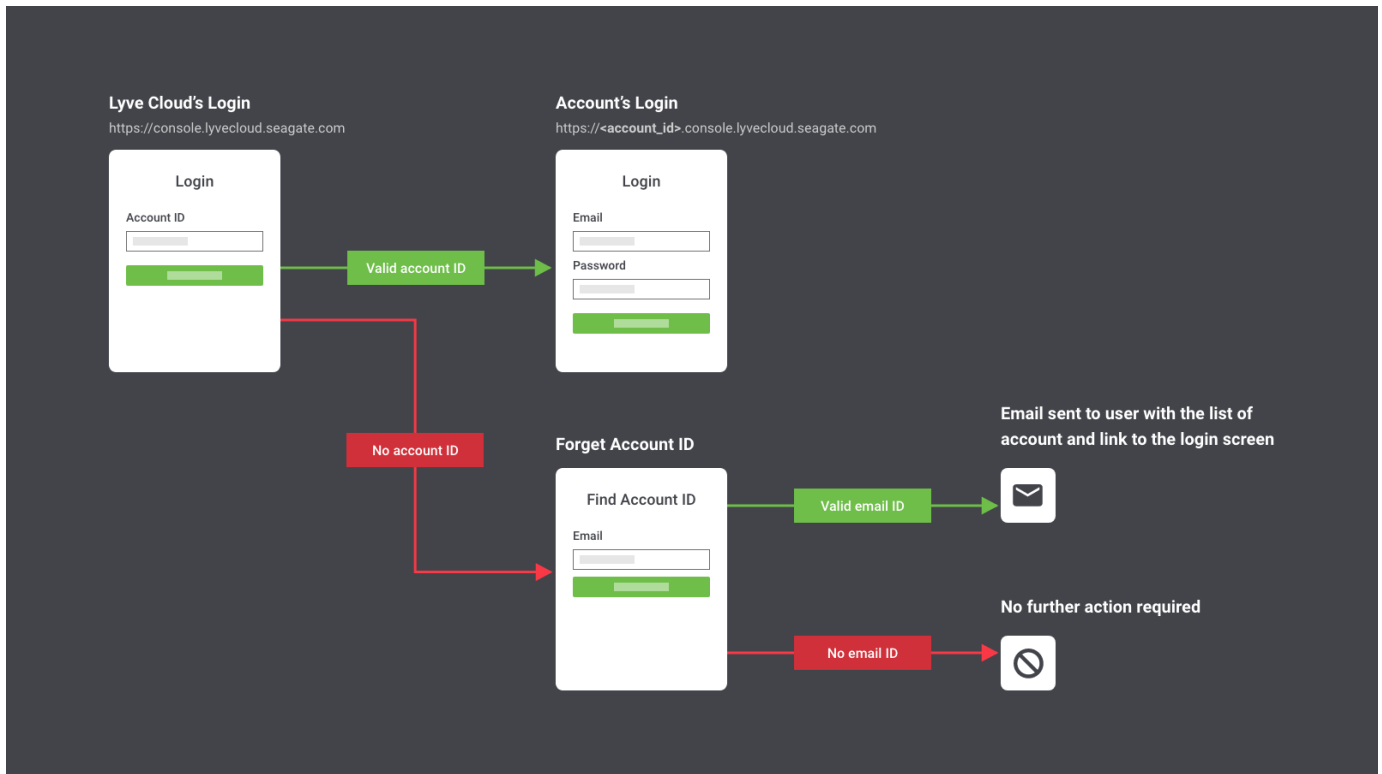 Lyve Cloud's Login
https://console.lyvecloud.seagate.com
Login
Account ID
Valid account ID
Account's Login
https://<account_id>.console.lyvecloud.seagate.com
Login
Email
Password
No account ID
Forget Account ID
Find Account ID
Email
Valid email ID
Email sent to user with the list of
account and link to the login screen
No email ID
No further action required